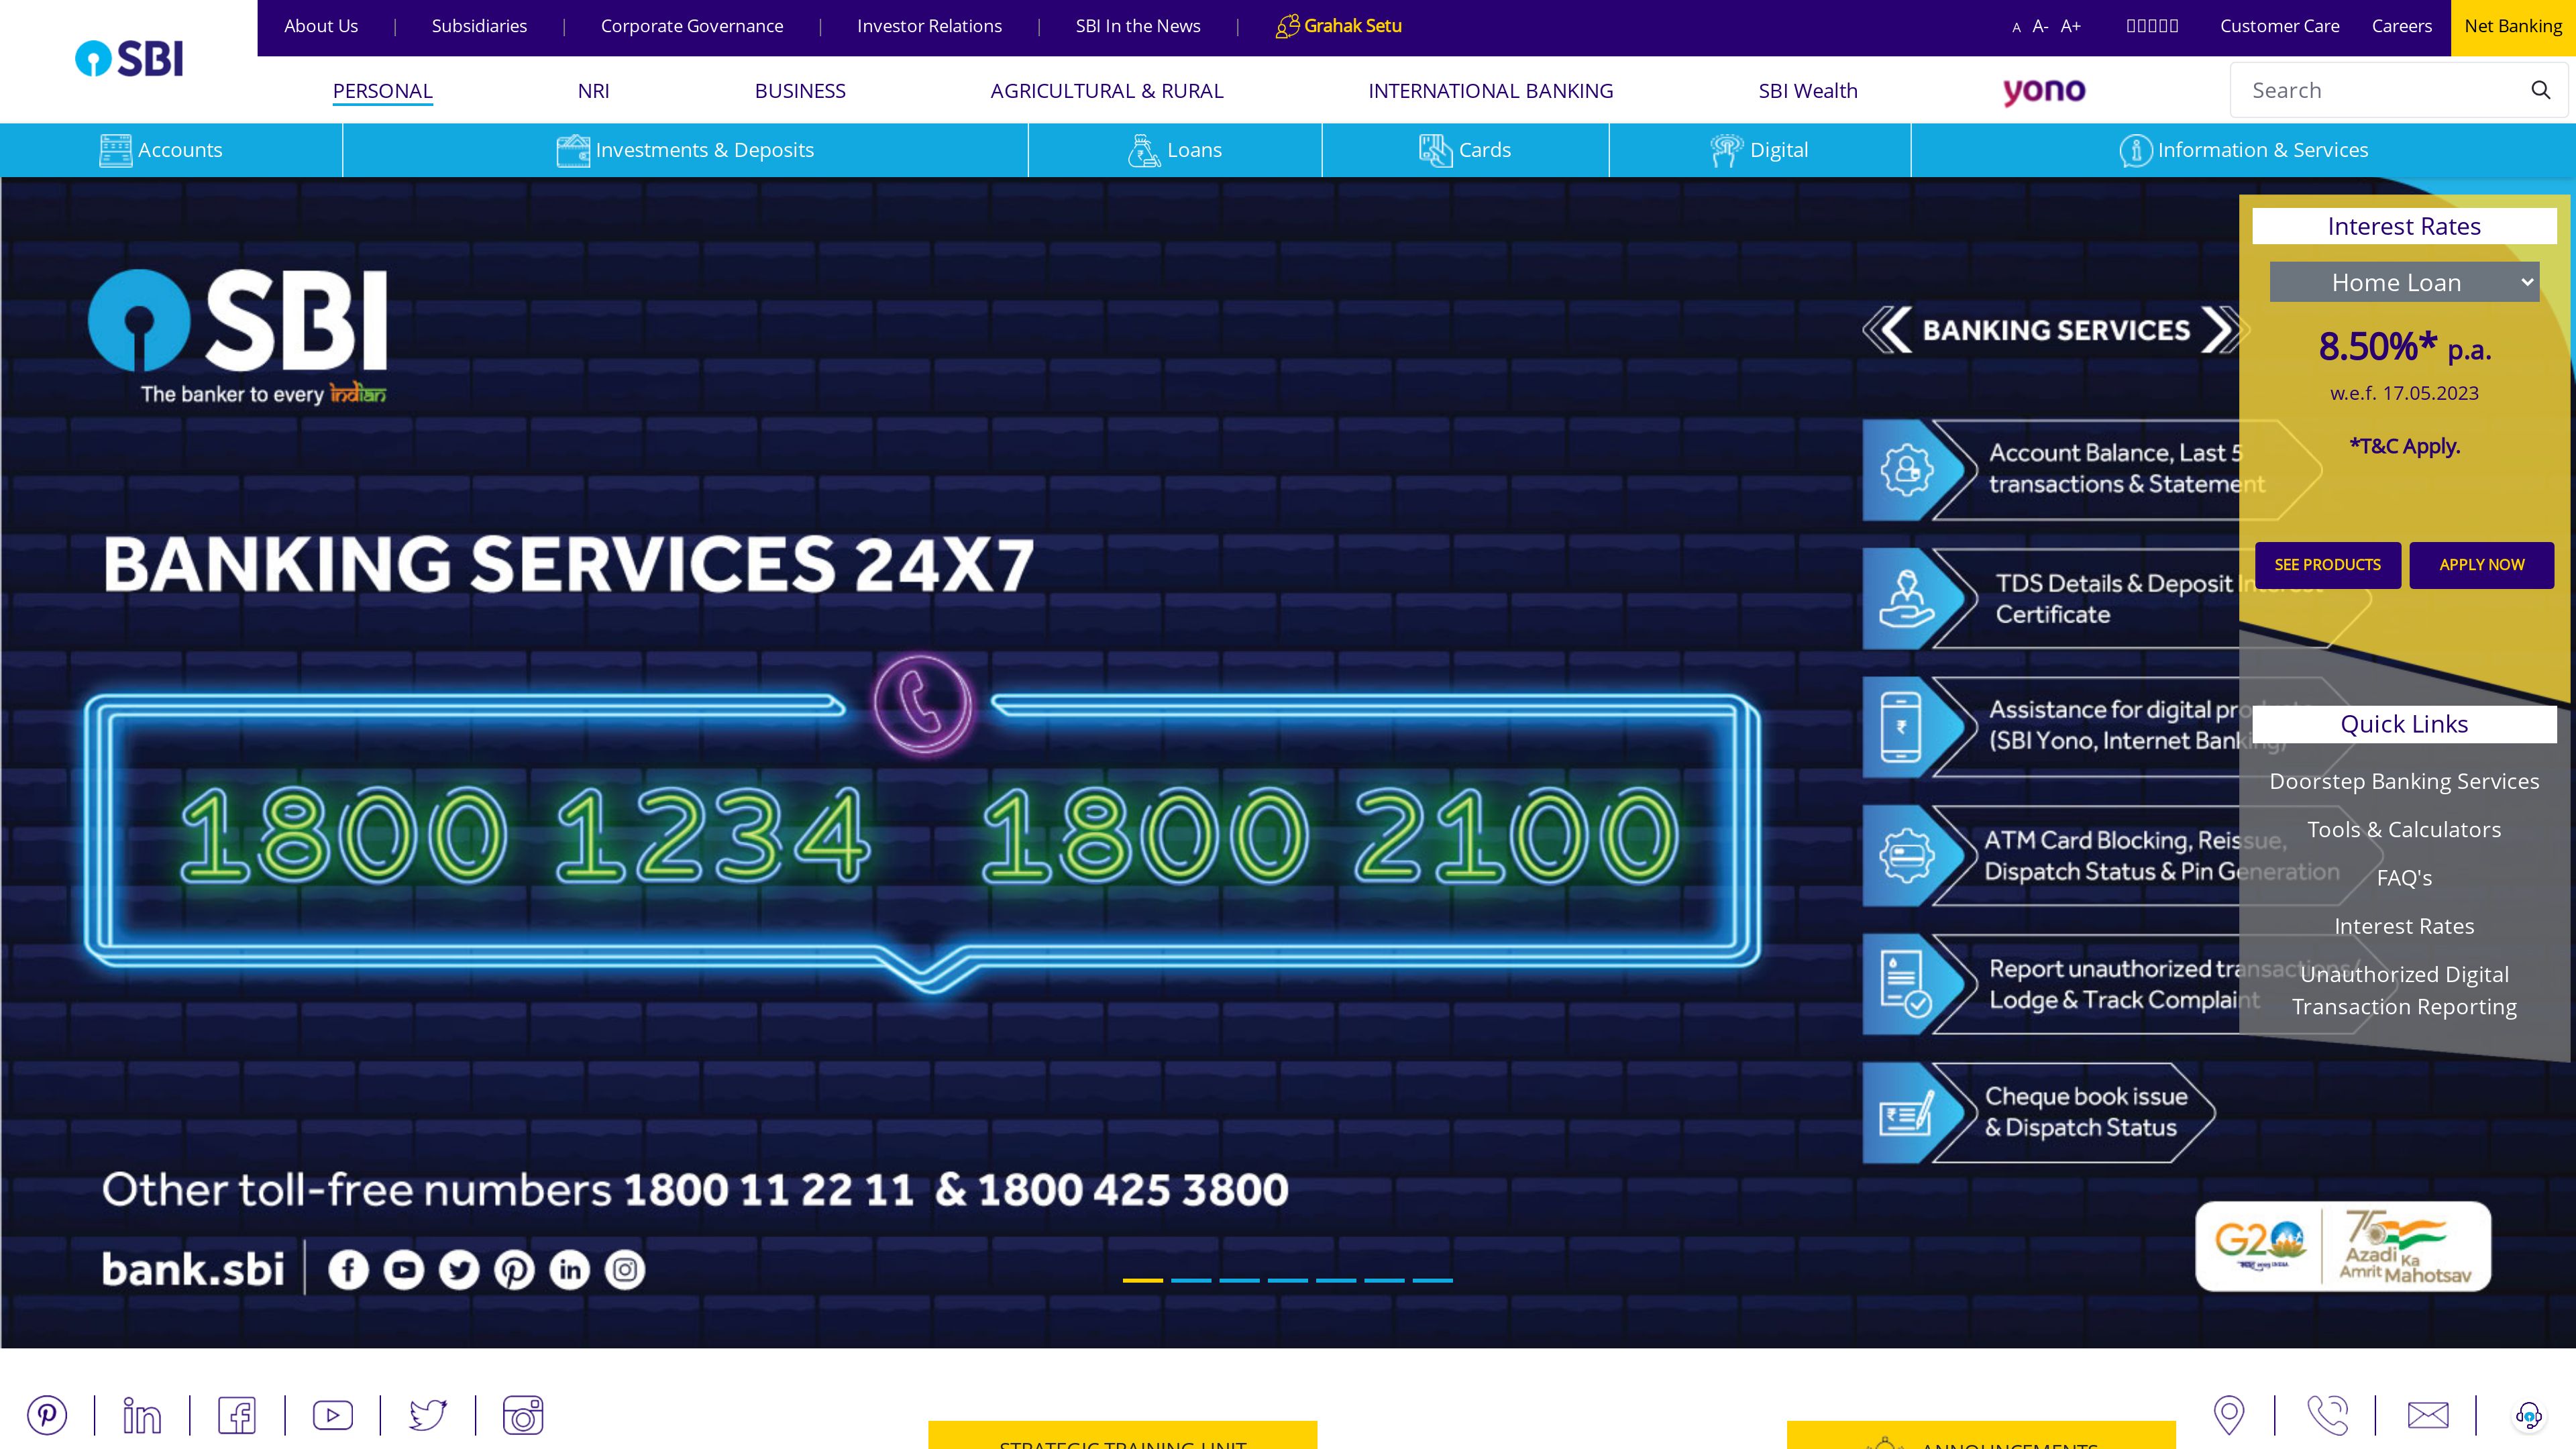 SBI
About Us | Subsidiaries | Corporate Governance | Investor Relations | SBI In the News | Grahak Setu
A A- A+ Customer Care Careers Net Banking
PERSONAL NRI BUSINESS AGRICULTURAL & RURAL INTERNATIONAL BANKING SBI Wealth yono
Search
Accounts Investments & Deposits Loans Cards Digital Information & Services
SBI
The banker to every indian
BANKING SERVICES 24X7
1800 1234 1800 2100
Other toll-free numbers 1800 11 22 11 & 1800 425 3800
bank.sbi
BANKING SERVICES
Account Balance, Last 5
transactions & Statement
TDS Details & Deposit Interest
Certificate
Assistance for digital products
(SBI Yono, Internet Banking)
ATM Card Blocking, Reissue,
Dispatch Status & Pin Generation
Report unauthorized transactions/
Lodge & Track Complaint
Cheque book issue
& Dispatch Status
Interest Rates
Home Loan
8.50%* p.a.
w.e.f. 17.05.2023
*T&C Apply.
SEE PRODUCTS APPLY NOW
Quick Links
Doorstep Banking Services
Tools & Calculators
FAQ's
Interest Rates
Unauthorized Digital
Transaction Reporting
G20
75
Azadi Ka
Amrit Mahotsav
STRATEGIC TRAINING UNIT
ANNOUNCEMENTS